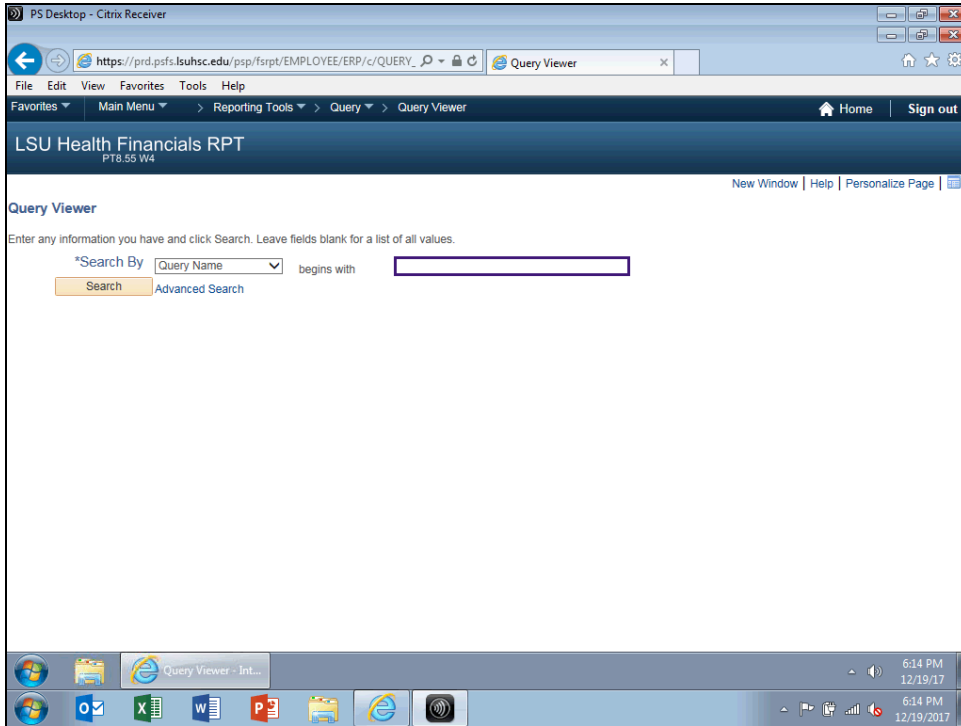 PS Desktop - Citrix Receiver
https://prd.psfs.lsuhsc.edu/psp/fsrpt/EMPLOYEE/ERP/c/QUERY_
Query Viewer
File Edit View Favorites Tools Help
Favorites Main Menu > Reporting Tools > Query > Query Viewer Home Sign out
LSU Health Financials RPT
PT8.55 W4
New Window | Help | Personalize Page |
Query Viewer
Enter any information you have and click Search. Leave fields blank for a list of all values.
*Search By Query Name begins with
Search Advanced Search
Query Viewer - Int...
6:14 PM
12/19/17
6:14 PM
12/19/2017